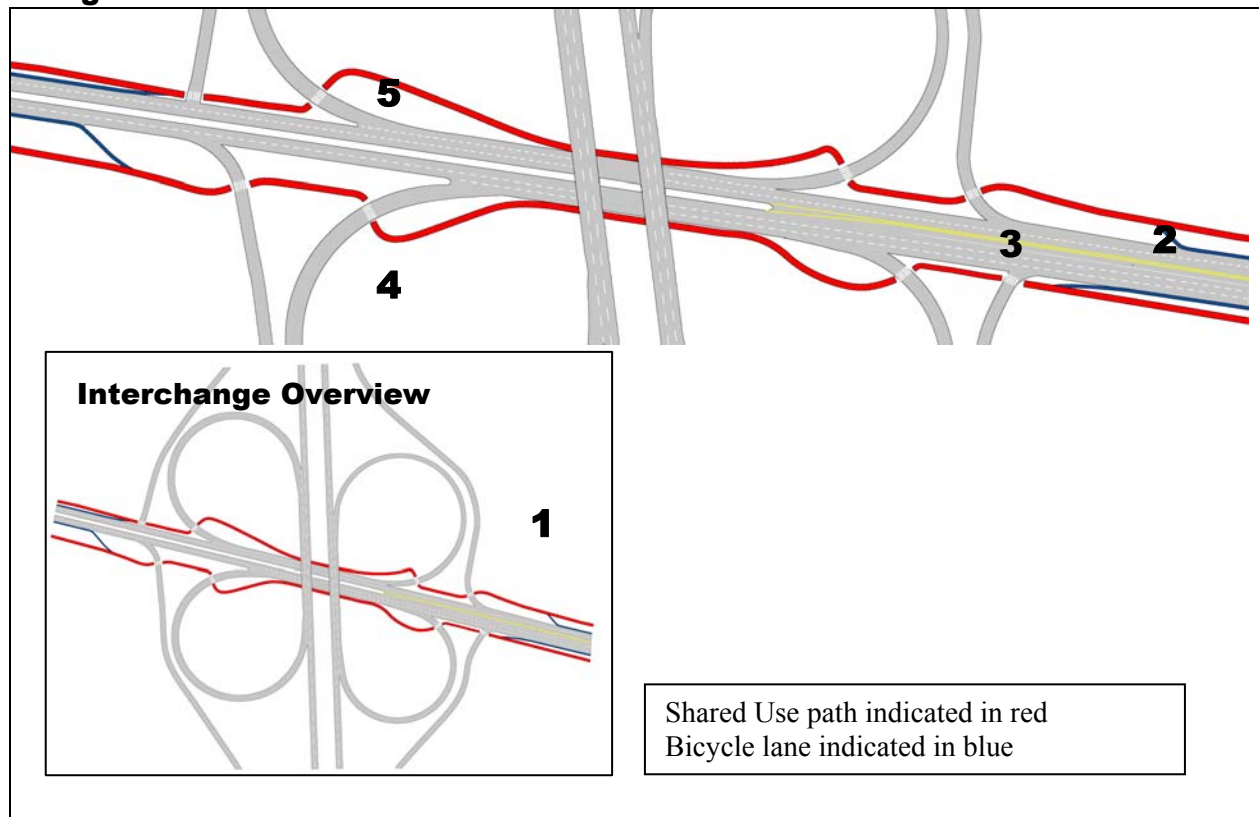 5
2
3
4
Interchange Overview
1
Shared Use path indicated in red
Bicycle lane indicated in blue